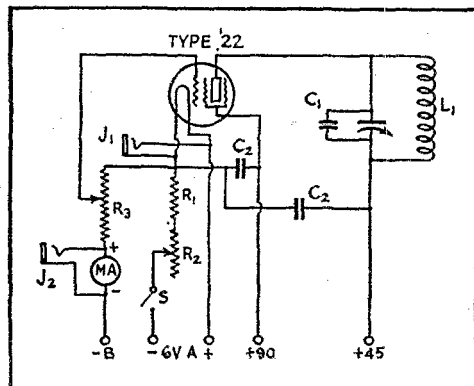 TYPE '22
C₁
L₁
J₁
C₂
C₂
R₁
R₃
R₂
J₂
+
MA
-
S
-B
- 6V A +
+90
+45